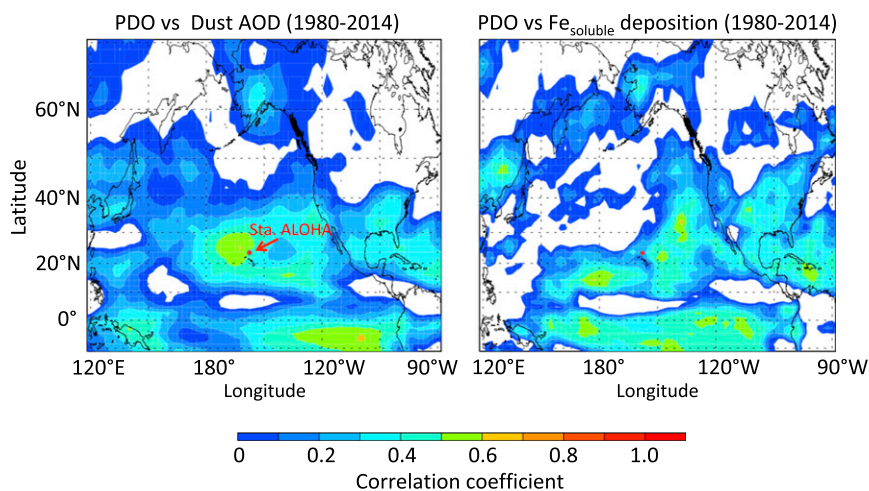 PDO vs Dust AOD (1980-2014)
PDO vs Fesoluble deposition (1980-2014)
Latitude
60°N
40°N
20°N
0°
Sta. ALOHA
120°E 180° 120°W 90°W
Longitude
120°E 180° 120°W 90°W
Longitude
0 0.2 0.4 0.6 0.8 1.0
Correlation coefficient